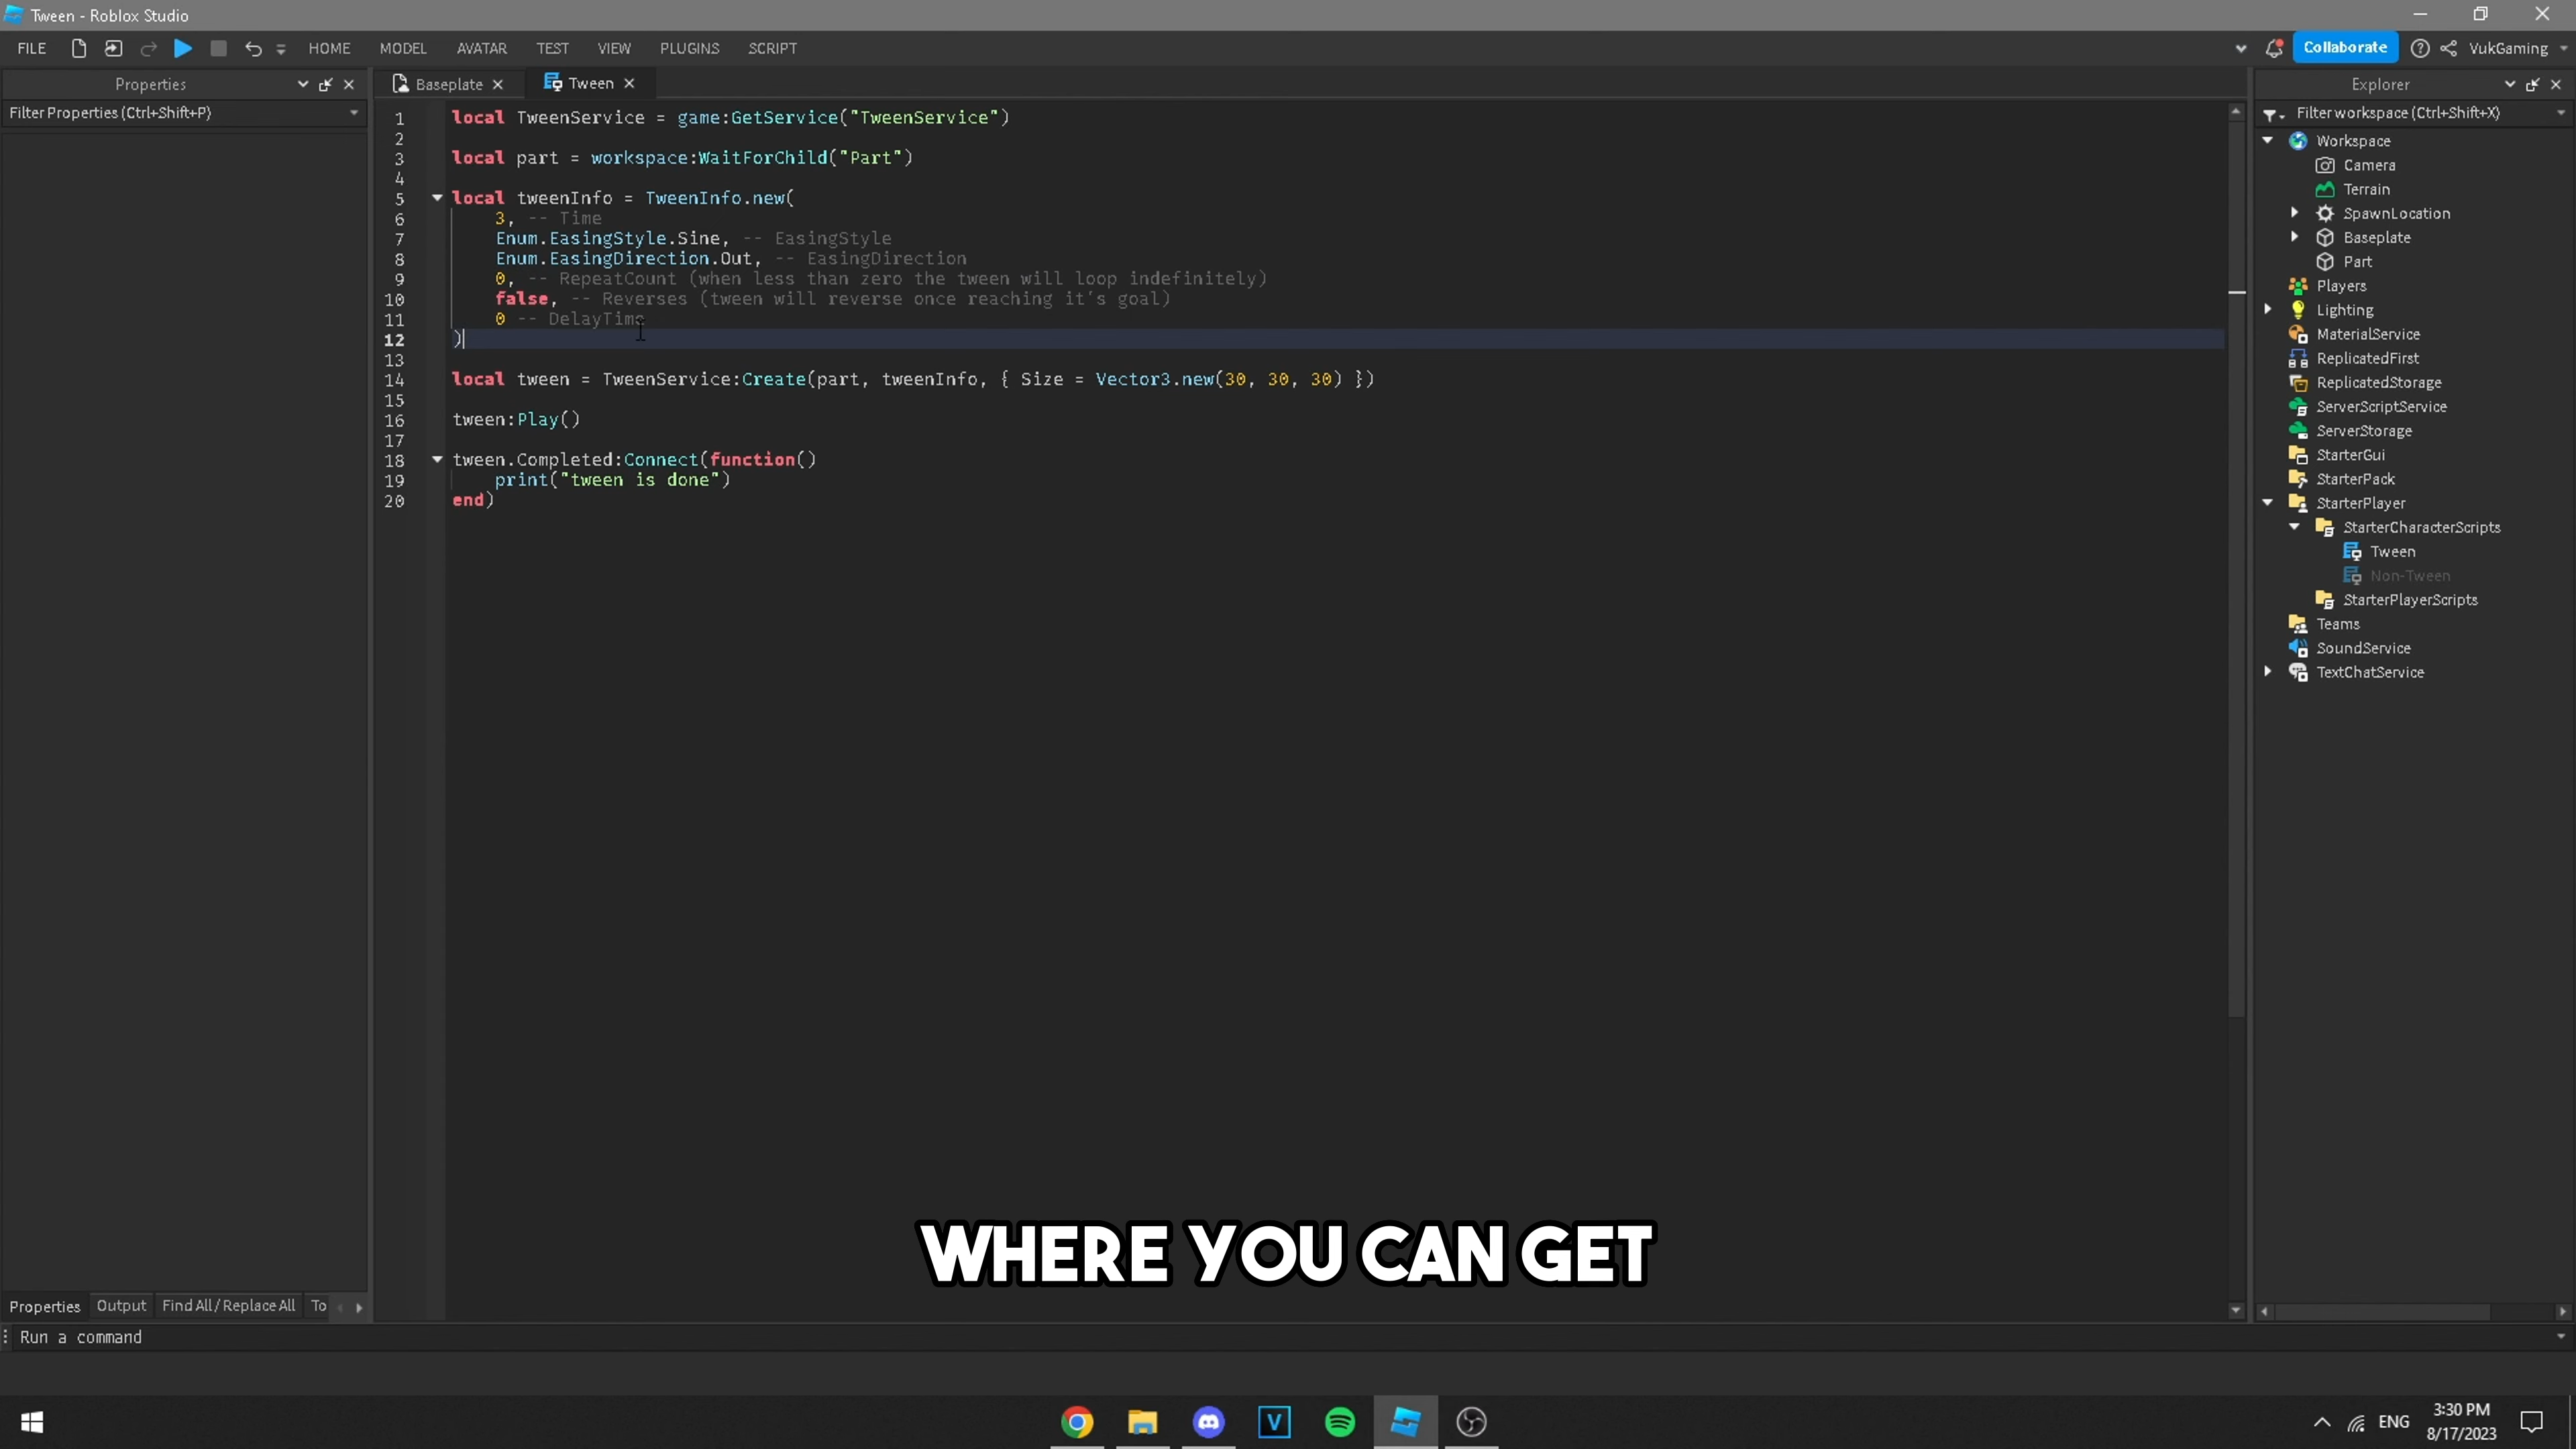 Tween - Roblox Studio
FILE HOME MODEL AVATAR TEST VIEW PLUGINS SCRIPT Collaborate VukGaming
Properties
Filter Properties (Ctrl+Shift+P)
Baseplate Tween
1 local TweenService = game:GetService("TweenService")
2
3 local part = workspace:WaitForChild("Part")
4
5 local tweenInfo = TweenInfo.new(
6 3, -- Time
7 Enum.EasingStyle.Sine, -- EasingStyle
8 Enum.EasingDirection.Out, -- EasingDirection
9 0, -- RepeatCount (when less than zero the tween will loop indefinitely)
10 false, -- Reverses (tween will reverse once reaching it's goal)
11 0 -- DelayTime
12 )
13
14 local tween = TweenService:Create(part, tweenInfo, { Size = Vector3.new(30, 30, 30) })
15
16 tween:Play()
17
18 tween.Completed:Connect(function()
19 print("tween is done")
20 end)
Explorer
Filter workspace (Ctrl+Shift+X)
Workspace
Camera
Terrain
SpawnLocation
Baseplate
Part
Players
Lighting
MaterialService
ReplicatedFirst
ReplicatedStorage
ServerScriptService
ServerStorage
StarterGui
StarterPack
StarterPlayer
StarterCharacterScripts
Tween
Non-Tween
StarterPlayerScripts
Teams
SoundService
TextChatService
WHERE YOU CAN GET
Properties Output Find All / Replace All To
Run a command
V
ENG
3:30 PM
8/17/2023